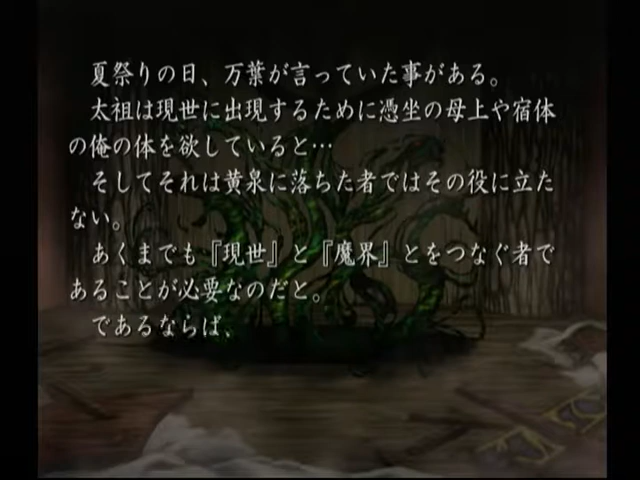 夏祭りの日、万葉が言っていた事がある。
太祖は現世に出現するために憑坐の母上や宿体
の俺の体を欲していると…
そしてそれは黄泉に落ちた者ではその役に立た
ない。
あくまでも『現世』と『魔界』とをつなぐ者で
あることが必要なのだと。
であるならば、